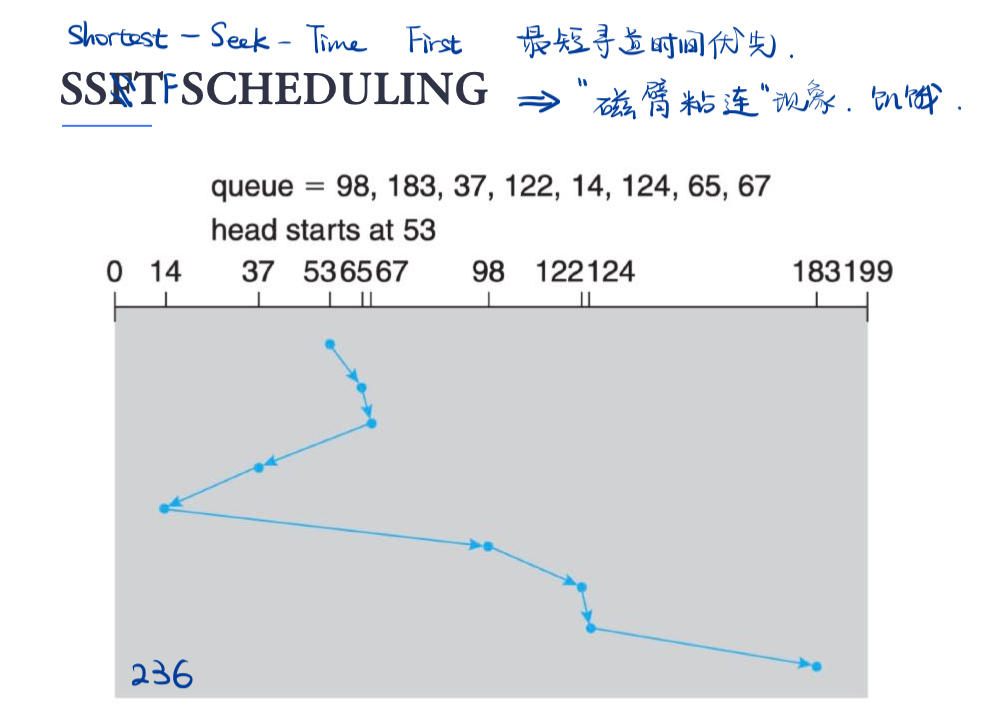 Shortest - Seek - Time First 最短寻道时间优先.
SSFT F SCHEDULING ⇒ "磁臂粘连"现象. 饥饿.
queue = 98, 183, 37, 122, 14, 124, 65, 67
head starts at 53
0 14 37 53 65 67 98 122 124 183 199
236